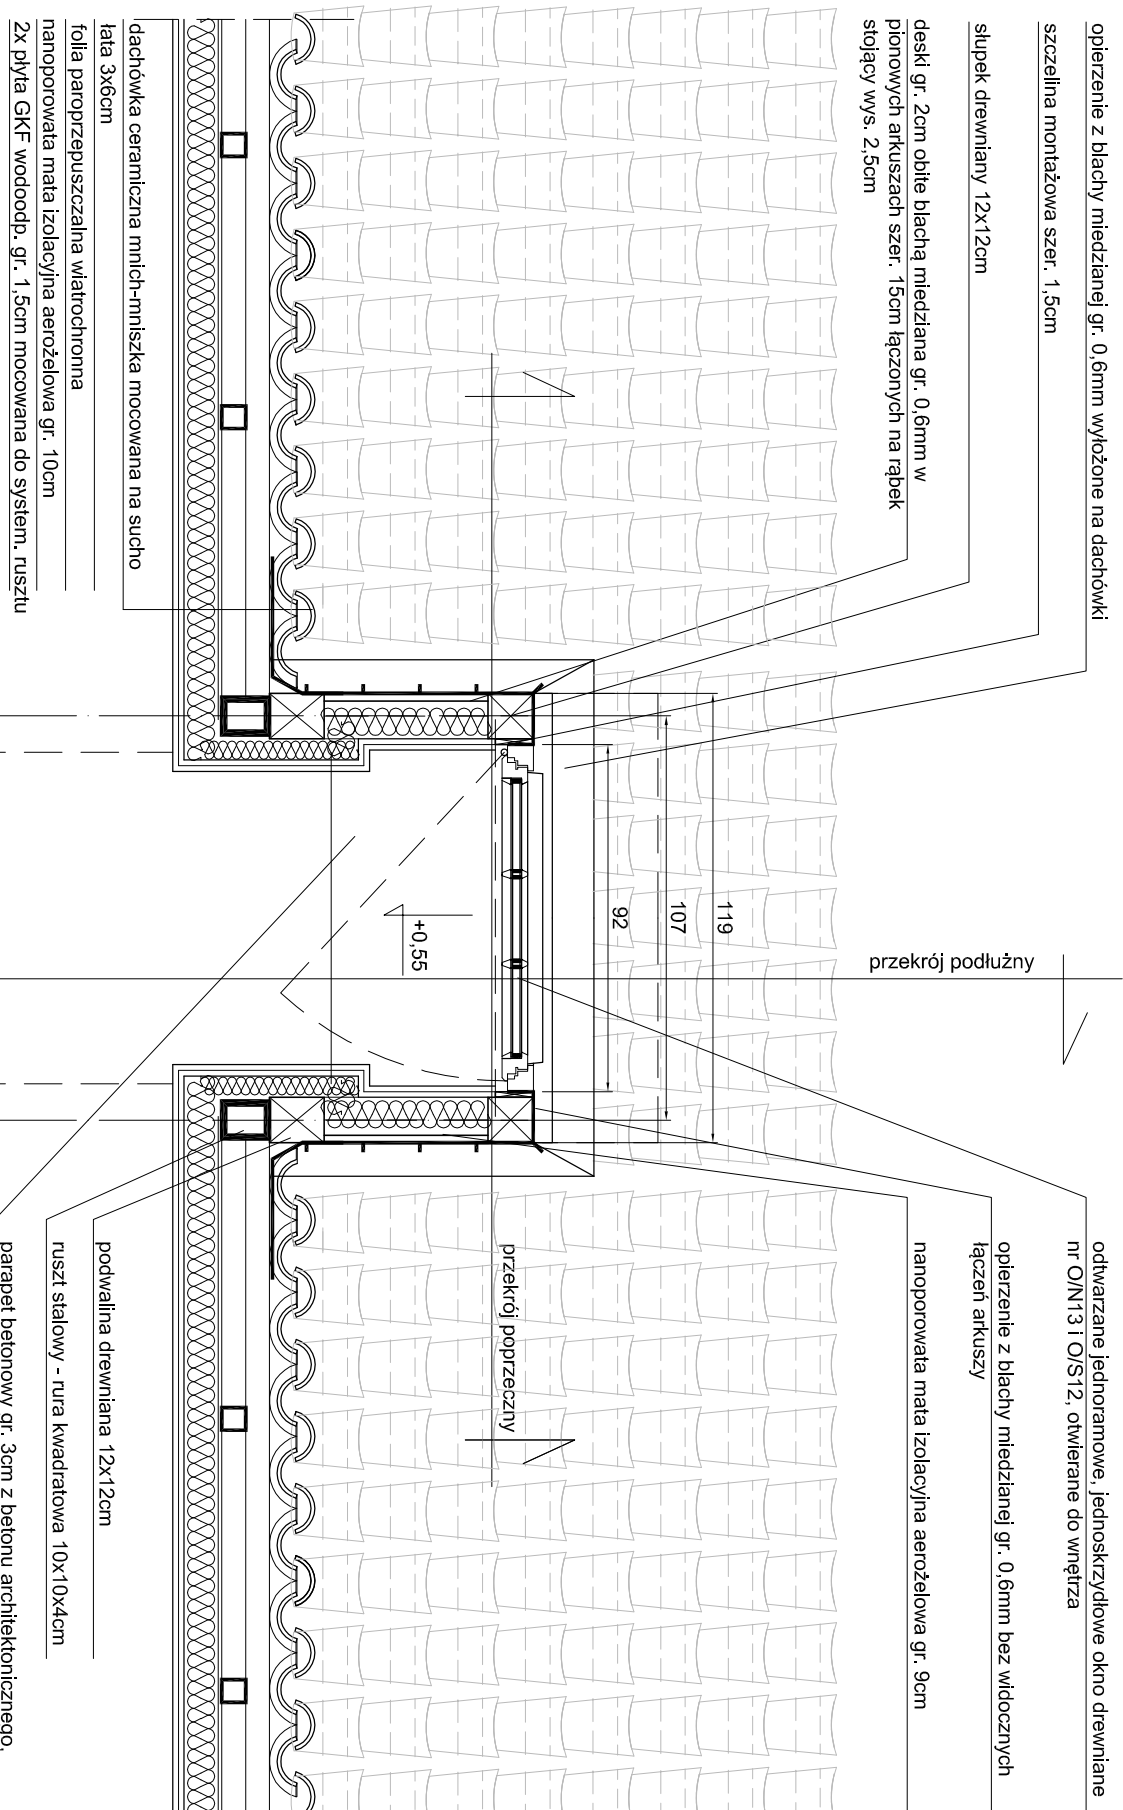 opierzenie z blachy miedzianej gr. 0,6mm wyłożone na dachówki
szczelina montażowa szer. 1,5cm
słupek drewniany 12x12cm
deski gr. 2cm obite blachą miedziana gr. 0,6mm w
pionowych arkuszach szer. 15cm łączonych na rąbek
stojący wys. 2,5cm
dachówka ceramiczna mnich-mniszka mocowana na sucho
łata 3x6cm
folia paroprzepuszczalna wiatrochronna
nanoporowata mata izolacyjna aerożelowa gr. 10cm
2x płyta GKF wodoodp. gr. 1,5cm mocowana do system. rusztu
119
107
92
+0,55
przekrój podłużny
przekrój poprzeczny
odtwarzane jednoramowe, jednoskrzydłowe okno drewniane
nr O/N13 i O/S12, otwierane do wnętrza
opierzenie z blachy miedzianej gr. 0,6mm bez widocznych
łączeń arkuszy
nanoporowata mata izolacyjna aerożelowa gr. 9cm
podwalina drewniana 12x12cm
ruszt stalowy - rura kwadratowa 10x10x4cm
parapet betonowy gr. 3cm z betonu architektonicznego,